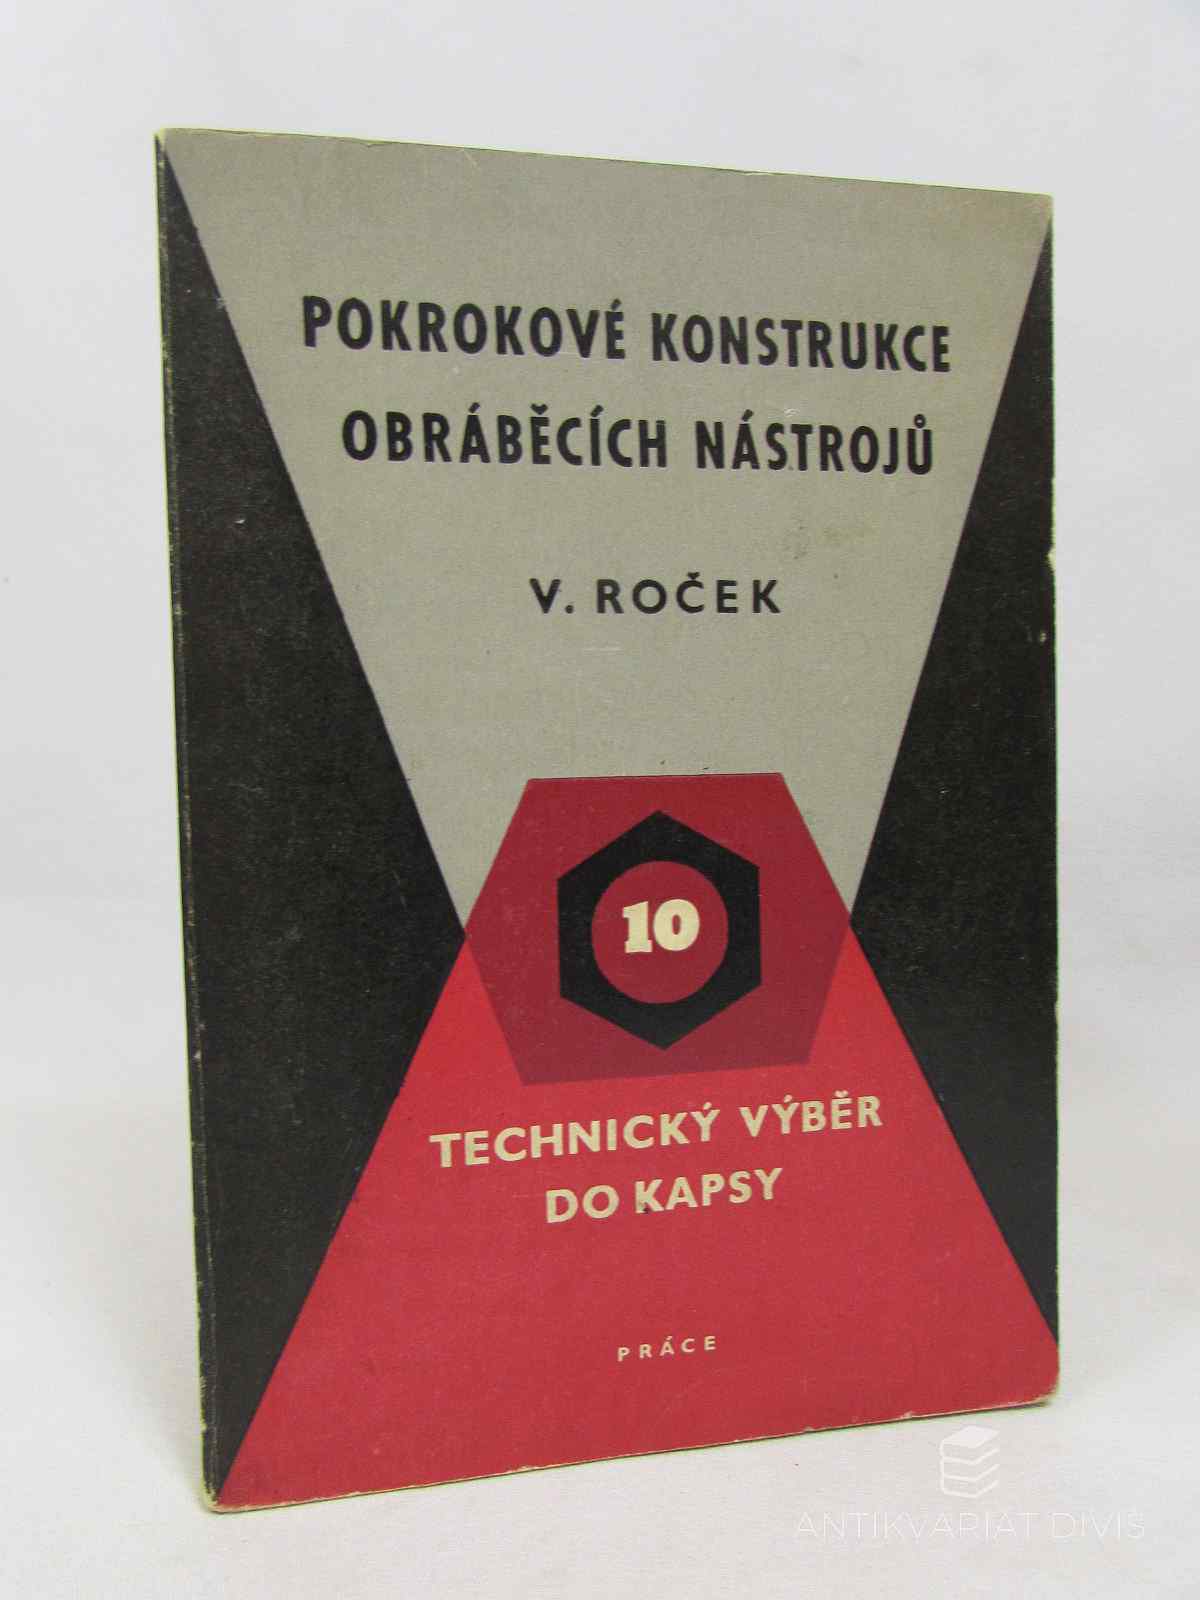 POKROKOVÉ KONSTRUKCE
OBRÁBĚCÍCH NÁSTROJŮ
V. ROČEK
10
TECHNICKÝ VÝBĚR
DO KAPSY
PRÁCE
ANTIKVARIÁT DIVIŠ